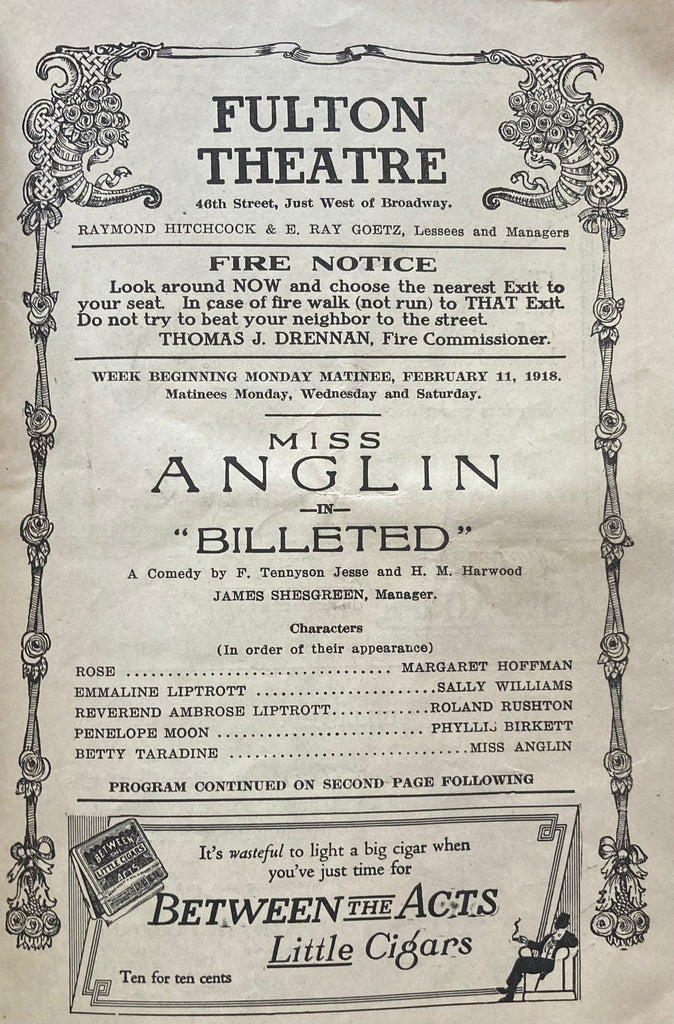 FULTON
THEATRE
46th Street, Just West of Broadway.
RAYMOND HITCHCOCK & E. RAY GOETZ, Lessees and Managers
FIRE NOTICE
Look around NOW and choose the nearest Exit to
your seat. In case of fire walk (not run) to THAT Exit.
Do not try to beat your neighbor to the street.
THOMAS J. DRENNAN, Fire Commissioner.
WEEK BEGINNING MONDAY MATINEE, FEBRUARY 11, 1918.
Matinees Monday, Wednesday and Saturday.
MISS
ANGLIN
—IN—
"BILLETED"
A Comedy by F. Tennyson Jesse and H. M. Harwood
JAMES SHESGREEN, Manager.
Characters
(In order of their appearance)
ROSE ................................ MARGARET HOFFMAN
EMMALINE LIPTROTT ......................SALLY WILLIAMS
REVEREND AMBROSE LIPTROTT............ROLAND RUSHTON
PENELOPE MOON ......................... PHYLLIS BIRKETT
BETTY TARADINE .............................MISS ANGLIN
PROGRAM CONTINUED ON SECOND PAGE FOLLOWING
BETWEEN
THE ACTS
LITTLE CIGARS
It's wasteful to light a big cigar when
you've just time for
BETWEEN THE ACTS
Little Cigars
Ten for ten cents